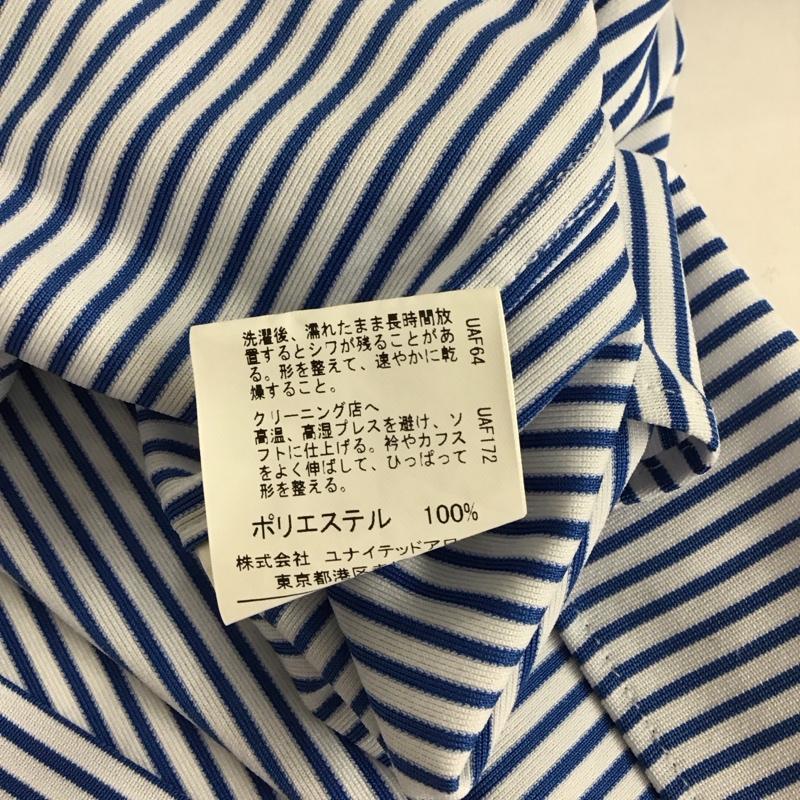 洗濯後、濡れたまま長時間放
置するとシワが残ることがあ
る。形を整えて、速やかに乾
燥すること。
UAF64
クリーニング店へ
高温、高湿プレスを避け、ソ
フトに仕上げる。衿やカフス
をよく伸ばして、ひっぱって
形を整える。
UAF172
ポリエステル 100%
株式会社 ユナイテッドア
東京都港区